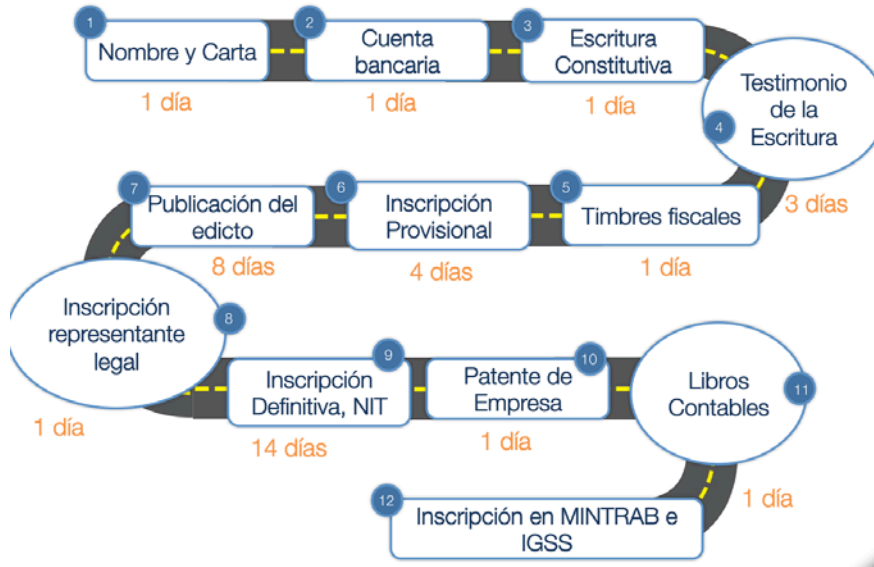 1
Nombre y Carta
1 día
2
Cuenta
bancaria
1 día
3
Escritura
Constitutiva
1 día
4
Testimonio
de la
Escritura
3 días
5
Timbres fiscales
1 día
6
Inscripción
Provisional
4 días
7
Publicación del
edicto
8 días
8
Inscripción
representante
legal
1 día
9
Inscripción
Definitiva, NIT
14 días
10
Patente de
Empresa
1 día
11
Libros
Contables
1 día
12
Inscripción en MINTRAB e
IGSS